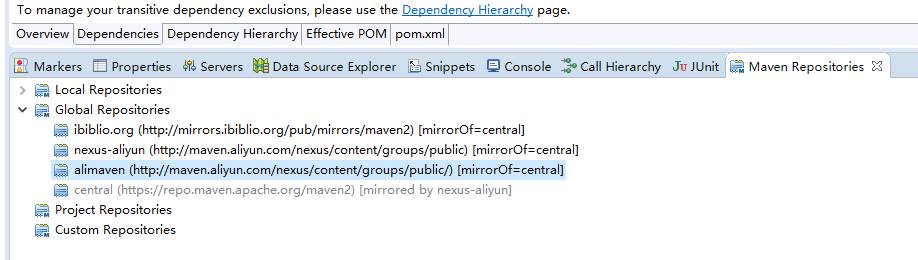 To manage your transitive dependency exclusions, please use the Dependency Hierarchy page.
Overview Dependencies Dependency Hierarchy Effective POM pom.xml
Markers Properties Servers Data Source Explorer Snippets Console Call Hierarchy JUnit Maven Repositories
Local Repositories
Global Repositories
ibiblio.org (http://mirrors.ibiblio.org/pub/mirrors/maven2) [mirrorOf=central]
nexus-aliyun (http://maven.aliyun.com/nexus/content/groups/public) [mirrorOf=central]
alimaven (http://maven.aliyun.com/nexus/content/groups/public/) [mirrorOf=central]
central (https://repo.maven.apache.org/maven2) [mirrored by nexus-aliyun]
Project Repositories
Custom Repositories